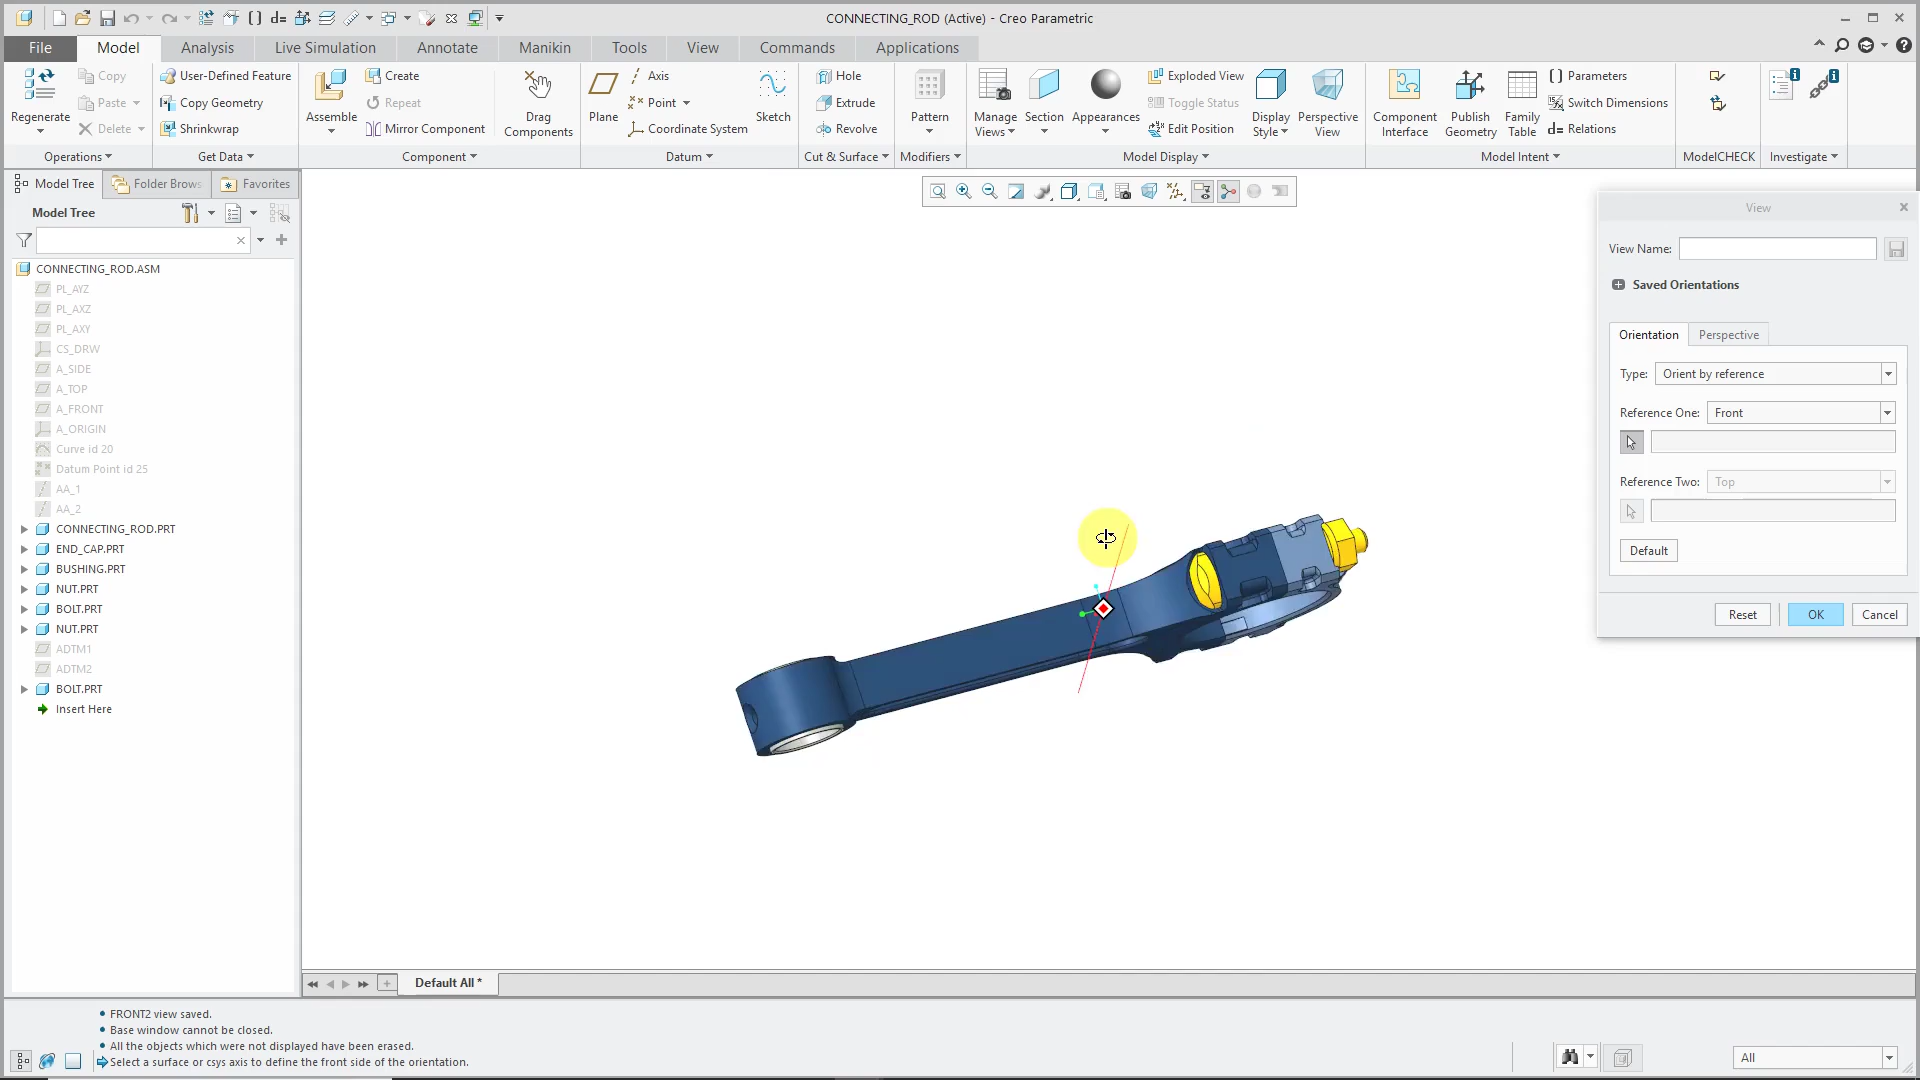 CONNECTING_ROD (Active) - Creo Parametric
File
Model
Analysis
Live Simulation
Annotate
Manikin
Tools
View
Commands
Applications
Regenerate
Copy
Paste
Delete
Operations
User-Defined Feature
Copy Geometry
Shrinkwrap
Get Data
Assemble
Create
Repeat
Mirror Component
Drag Components
Component
Plane
Axis
Point
Coordinate System
Sketch
Datum
Hole
Extrude
Revolve
Cut & Surface
Pattern
Modifiers
Manage Views
Section
Appearances
Exploded View
Toggle Status
Edit Position
Display Style
Perspective View
Model Display
Component Interface
Publish Geometry
Family Table
Parameters
Switch Dimensions
Relations
Model Intent
ModelCHECK
Investigate
Model Tree
Folder Brows
Favorites
Model Tree
CONNECTING_ROD.ASM
PL_AYZ
PL_AXZ
PL_AXY
CS_DRW
A_SIDE
A_TOP
A_FRONT
A_ORIGIN
Curve id 20
Datum Point id 25
AA_1
AA_2
CONNECTING_ROD.PRT
END_CAP.PRT
BUSHING.PRT
NUT.PRT
BOLT.PRT
NUT.PRT
ADTM1
ADTM2
BOLT.PRT
Insert Here
View
View Name:
Saved Orientations
Orientation
Perspective
Type: Orient by reference
Reference One: Front
Reference Two: Top
Default
Reset
OK
Cancel
Default All *
• FRONT2 view saved.
• Base window cannot be closed.
• All the objects which were not displayed have been erased.
Select a surface or csys axis to define the front side of the orientation.
All